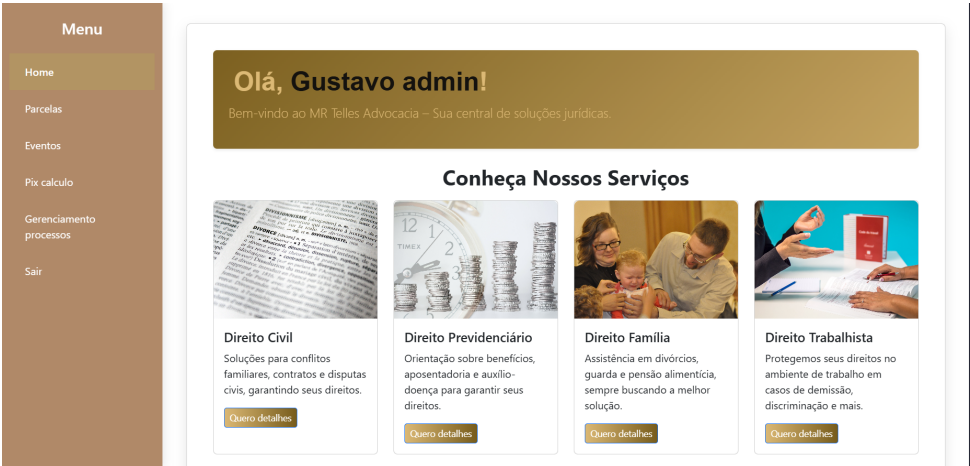 Menu
Home
Parcelas
Eventos
Pix calculo
Gerenciamento
processos
Sair
Olá, Gustavo admin!
Bem-vindo ao MR Telles Advocacia – Sua central de soluções jurídicas.
Conheça Nossos Serviços
DIVORCE
12
TIMEX
Direito Civil
Soluções para conflitos
familiares, contratos e disputas
civis, garantindo seus direitos.
Quero detalhes
Direito Previdenciário
Orientação sobre benefícios,
aposentadoria e auxílio-
doença para garantir seus
direitos.
Quero detalhes
Direito Família
Assistência em divórcios,
guarda e pensão alimentícia,
sempre buscando a melhor
solução.
Quero detalhes
Direito Trabalhista
Protegemos seus direitos no
ambiente de trabalho em
casos de demissão,
discriminação e mais.
Quero detalhes